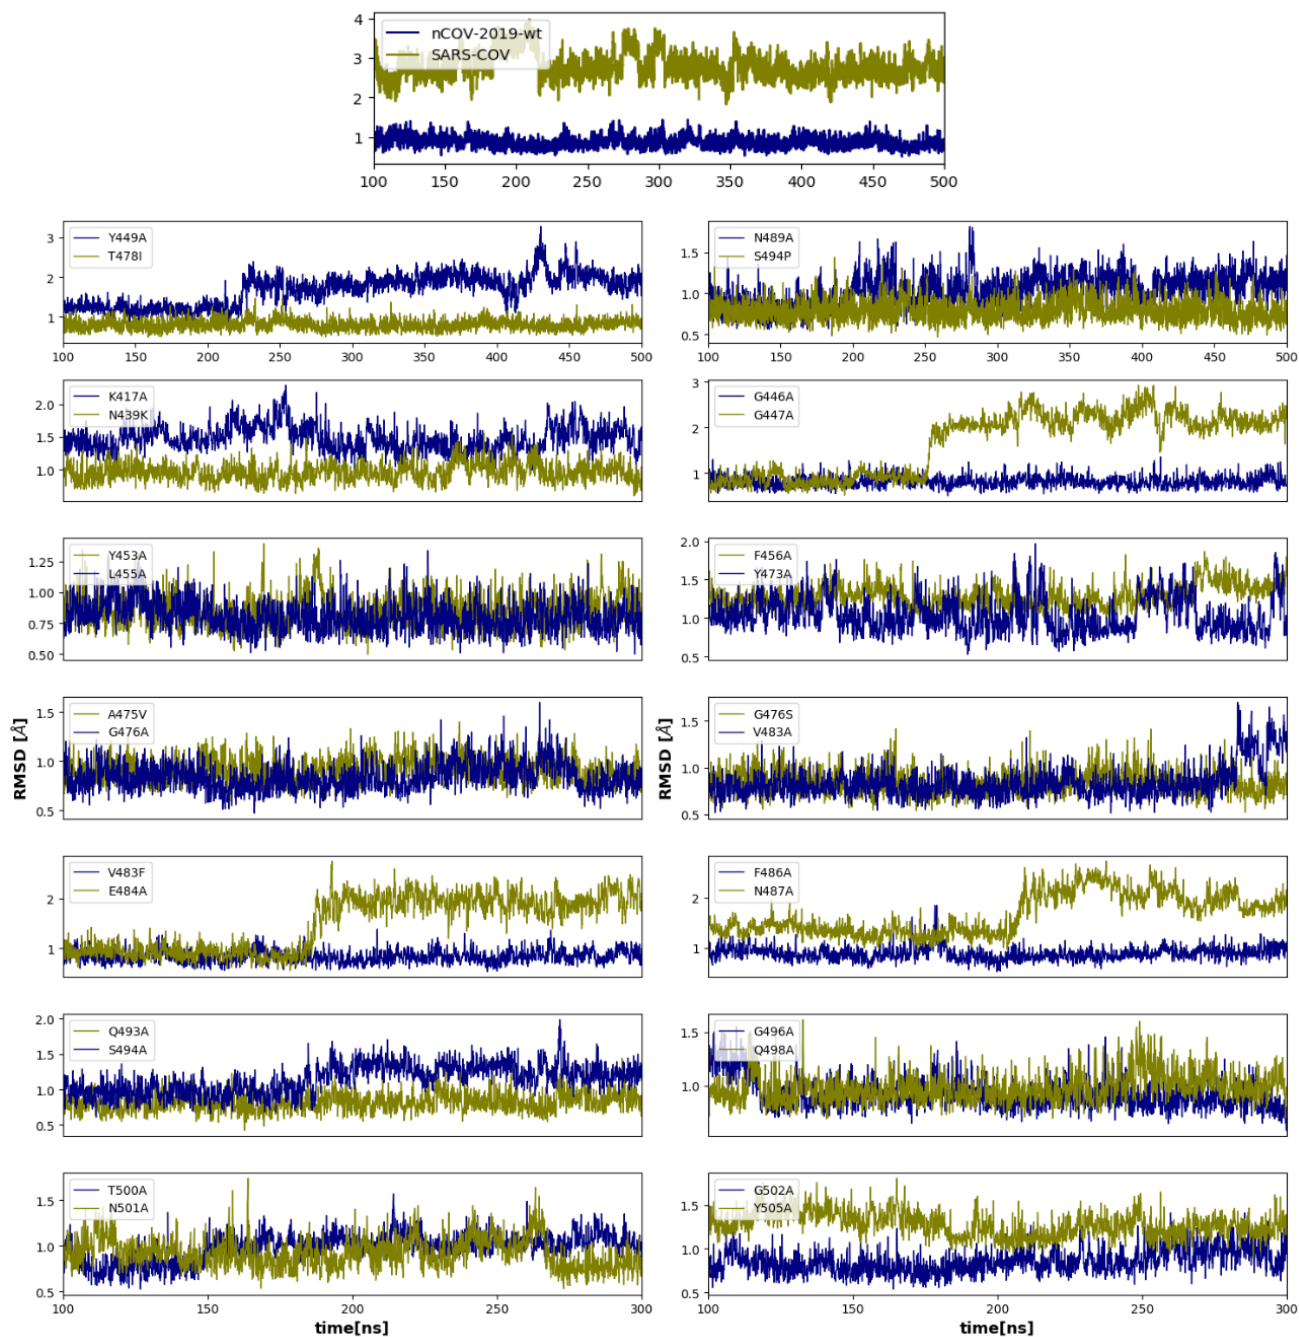 4
3
2
1
nCOV-2019-wt
SARS-COV
100 150 200 250 300 350 400 450 500
3
2
1
Y449A
T478I
100 150 200 250 300 350 400 450 500
1.5
1.0
0.5
N489A
S494P
100 150 200 250 300 350 400 450 500
2.0
1.5
1.0
K417A
N439K
3
2
1
G446A
G447A
1.25
1.00
0.75
0.50
Y453A
L455A
2.0
1.5
1.0
0.5
F456A
Y473A
RMSD [Å]
1.5
1.0
0.5
A475V
G476A
RMSD [Å]
1.5
1.0
0.5
G476S
V483A
2
1
V483F
E484A
2
1
F486A
N487A
2.0
1.5
1.0
0.5
Q493A
S494A
1.5
1.0
G496A
Q498A
1.5
1.0
0.5
T500A
N501A
100 150 200 250 300
time[ns]
1.5
1.0
0.5
G502A
Y505A
100 150 200 250 300
time[ns]